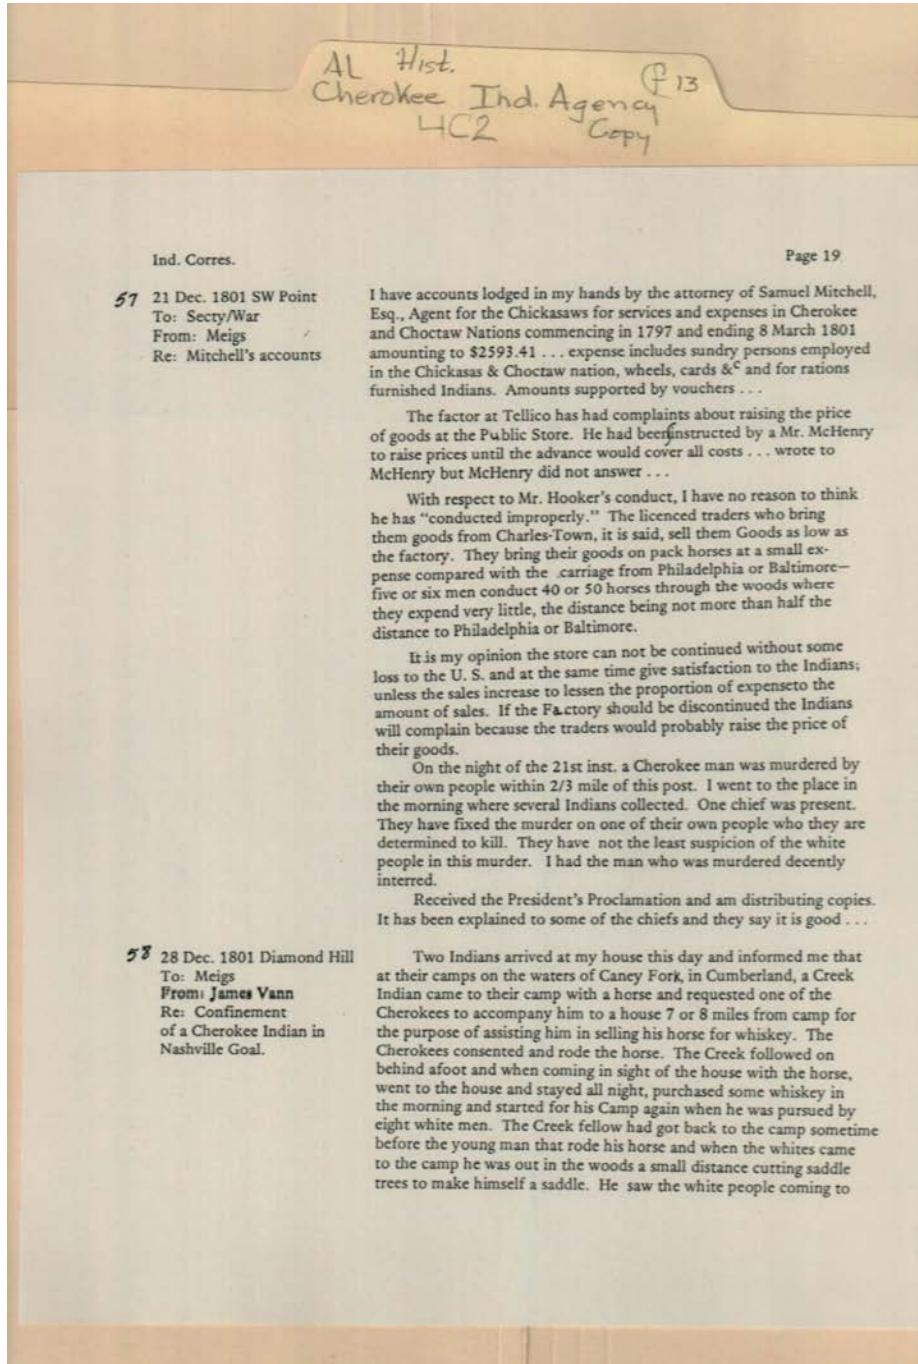 AL Hist.
Cherokee Ind. Agency f13
4C2 Copy
Ind. Corres.
Page 19
57 21 Dec. 1801 SW Point
To: Secty/War
From: Meigs
Re: Mitchell's accounts
I have accounts lodged in my hands by the attorney of Samuel Mitchell,
Esq., Agent for the Chickasaws for services and expenses in Cherokee
and Choctaw Nations commencing in 1797 and ending 8 March 1801
amounting to $2593.41 . . . expense includes sundry persons employed
in the Chickasas & Choctaw nation, wheels, cards &c and for rations
furnished Indians. Amounts supported by vouchers . . .
The factor at Tellico has had complaints about raising the price
of goods at the Public Store. He had been instructed by a Mr. McHenry
to raise prices until the advance would cover all costs . . . wrote to
McHenry but McHenry did not answer . . .
With respect to Mr. Hooker's conduct, I have no reason to think
he has "conducted improperly." The licenced traders who bring
them goods from Charles-Town, it is said, sell them Goods as low as
the factory. They bring their goods on pack horses at a small ex-
pense compared with the carriage from Philadelphia or Baltimore—
five or six men conduct 40 or 50 horses through the woods where
they expend very little, the distance being not more than half the
distance to Philadelphia or Baltimore.
It is my opinion the store can not be continued without some
loss to the U. S. and at the same time give satisfaction to the Indians;
unless the sales increase to lessen the proportion of expenseto the
amount of sales. If the Factory should be discontinued the Indians
will complain because the traders would probably raise the price of
their goods.
On the night of the 21st inst. a Cherokee man was murdered by
their own people within 2/3 mile of this post. I went to the place in
the morning where several Indians collected. One chief was present.
They have fixed the murder on one of their own people who they are
determined to kill. They have not the least suspicion of the white
people in this murder. I had the man who was murdered decently
interred.
Received the President's Proclamation and am distributing copies.
It has been explained to some of the chiefs and they say it is good . . .
58 28 Dec. 1801 Diamond Hill
To: Meigs
From: James Vann
Re: Confinement
of a Cherokee Indian in
Nashville Goal.
Two Indians arrived at my house this day and informed me that
at their camps on the waters of Caney Fork, in Cumberland, a Creek
Indian came to their camp with a horse and requested one of the
Cherokees to accompany him to a house 7 or 8 miles from camp for
the purpose of assisting him in selling his horse for whiskey. The
Cherokees consented and rode the horse. The Creek followed on
behind afoot and when coming in sight of the house with the horse,
went to the house and stayed all night, purchased some whiskey in
the morning and started for his Camp again when he was pursued by
eight white men. The Creek fellow had got back to the camp sometime
before the young man that rode his horse and when the whites came
to the camp he was out in the woods a small distance cutting saddle
trees to make himself a saddle. He saw the white people coming to